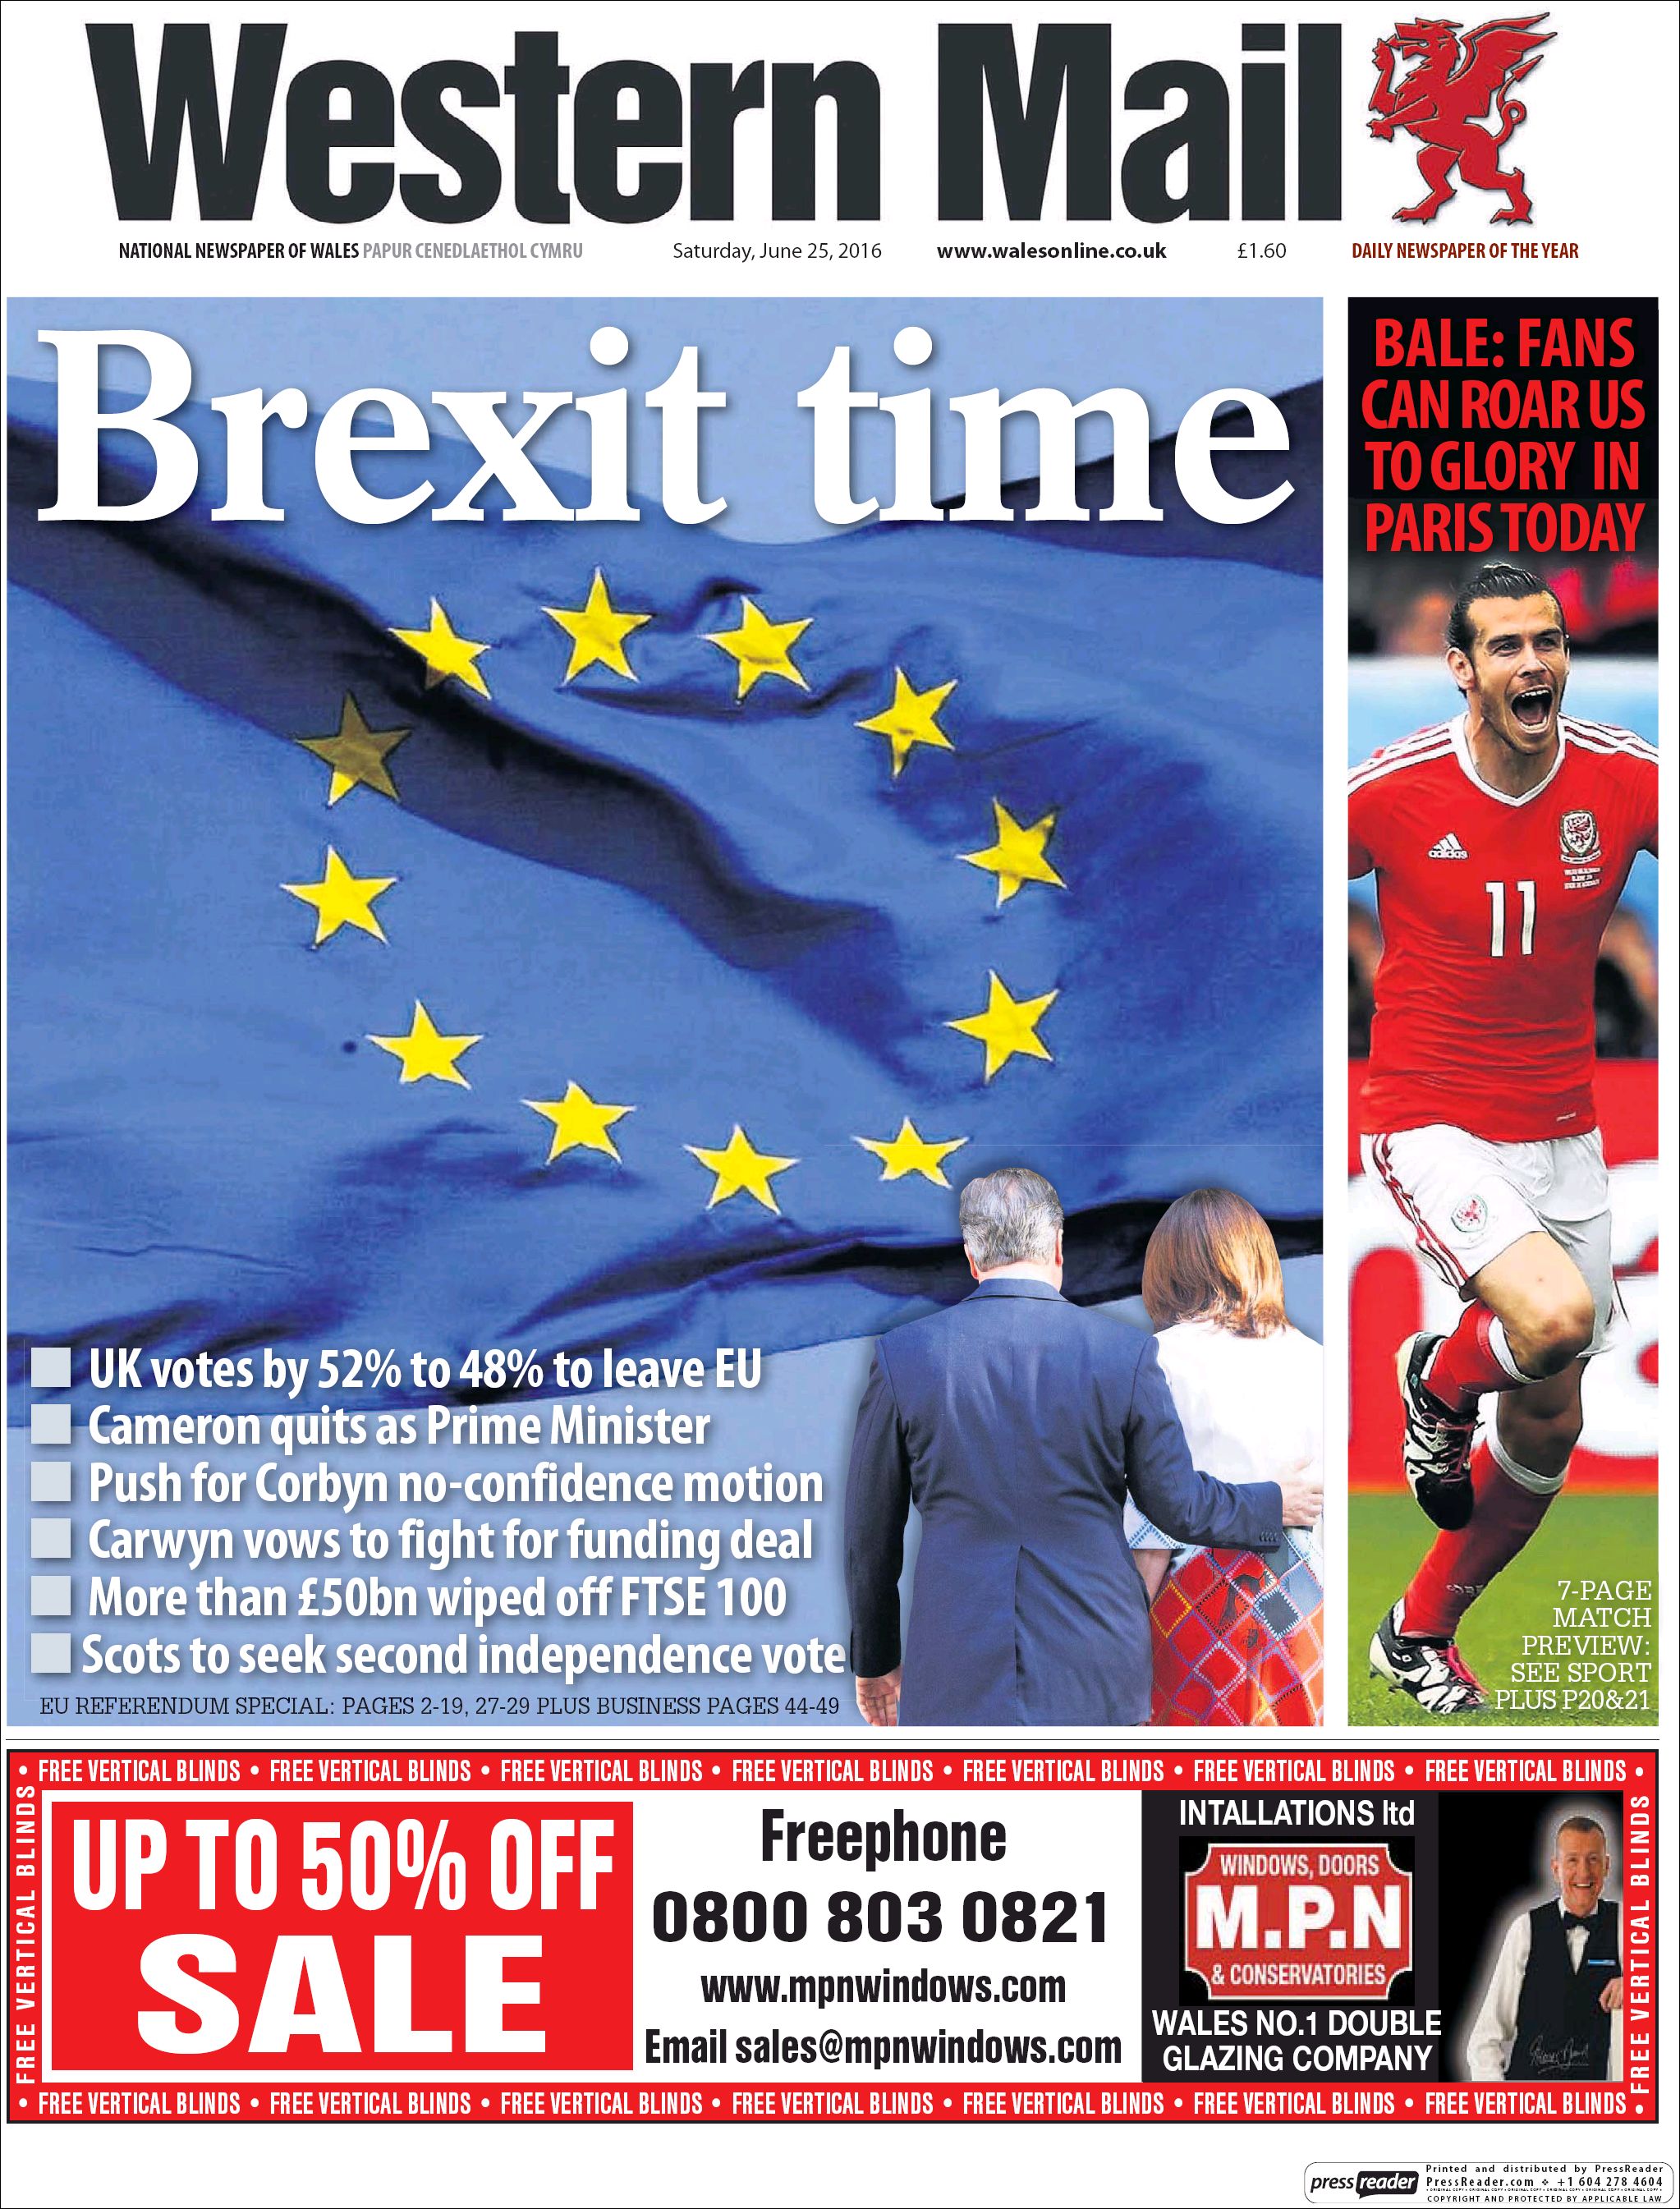 Western Mail
NATIONAL NEWSPAPER OF WALES PAPUR CENEDLAETHOL CYMRU Saturday, June 25, 2016 www.walesonline.co.uk £1.60 DAILY NEWSPAPER OF THE YEAR
Brexit time
UK votes by 52% to 48% to leave EU
Cameron quits as Prime Minister
Push for Corbyn no-confidence motion
Carwyn vows to fight for funding deal
More than £50bn wiped off FTSE 100
Scots to seek second independence vote
EU REFERENDUM SPECIAL: PAGES 2-19, 27-29 PLUS BUSINESS PAGES 44-49
BALE: FANS
CAN ROAR US
TO GLORY IN
PARIS TODAY
adidas
11
7-PAGE
MATCH
PREVIEW:
SEE SPORT
PLUS P20&21
• FREE VERTICAL BLINDS • FREE VERTICAL BLINDS • FREE VERTICAL BLINDS • FREE VERTICAL BLINDS • FREE VERTICAL BLINDS • FREE VERTICAL BLINDS • FREE VERTICAL BLINDS •
FREE VERTICAL BLINDS
UP TO 50% OFF
SALE
Freephone
0800 803 0821
www.mpnwindows.com
Email sales@mpnwindows.com
INTALLATIONS ltd
WINDOWS, DOORS
M.P.N
& CONSERVATORIES
WALES NO.1 DOUBLE
GLAZING COMPANY
FREE VERTICAL BLINDS
• FREE VERTICAL BLINDS • FREE VERTICAL BLINDS • FREE VERTICAL BLINDS • FREE VERTICAL BLINDS • FREE VERTICAL BLINDS • FREE VERTICAL BLINDS • FREE VERTICAL BLINDS •
pressreader
Printed and distributed by PressReader
PressReader.com ❖ +1 604 278 4604
COPYRIGHT AND PROTECTED BY APPLICABLE LAW